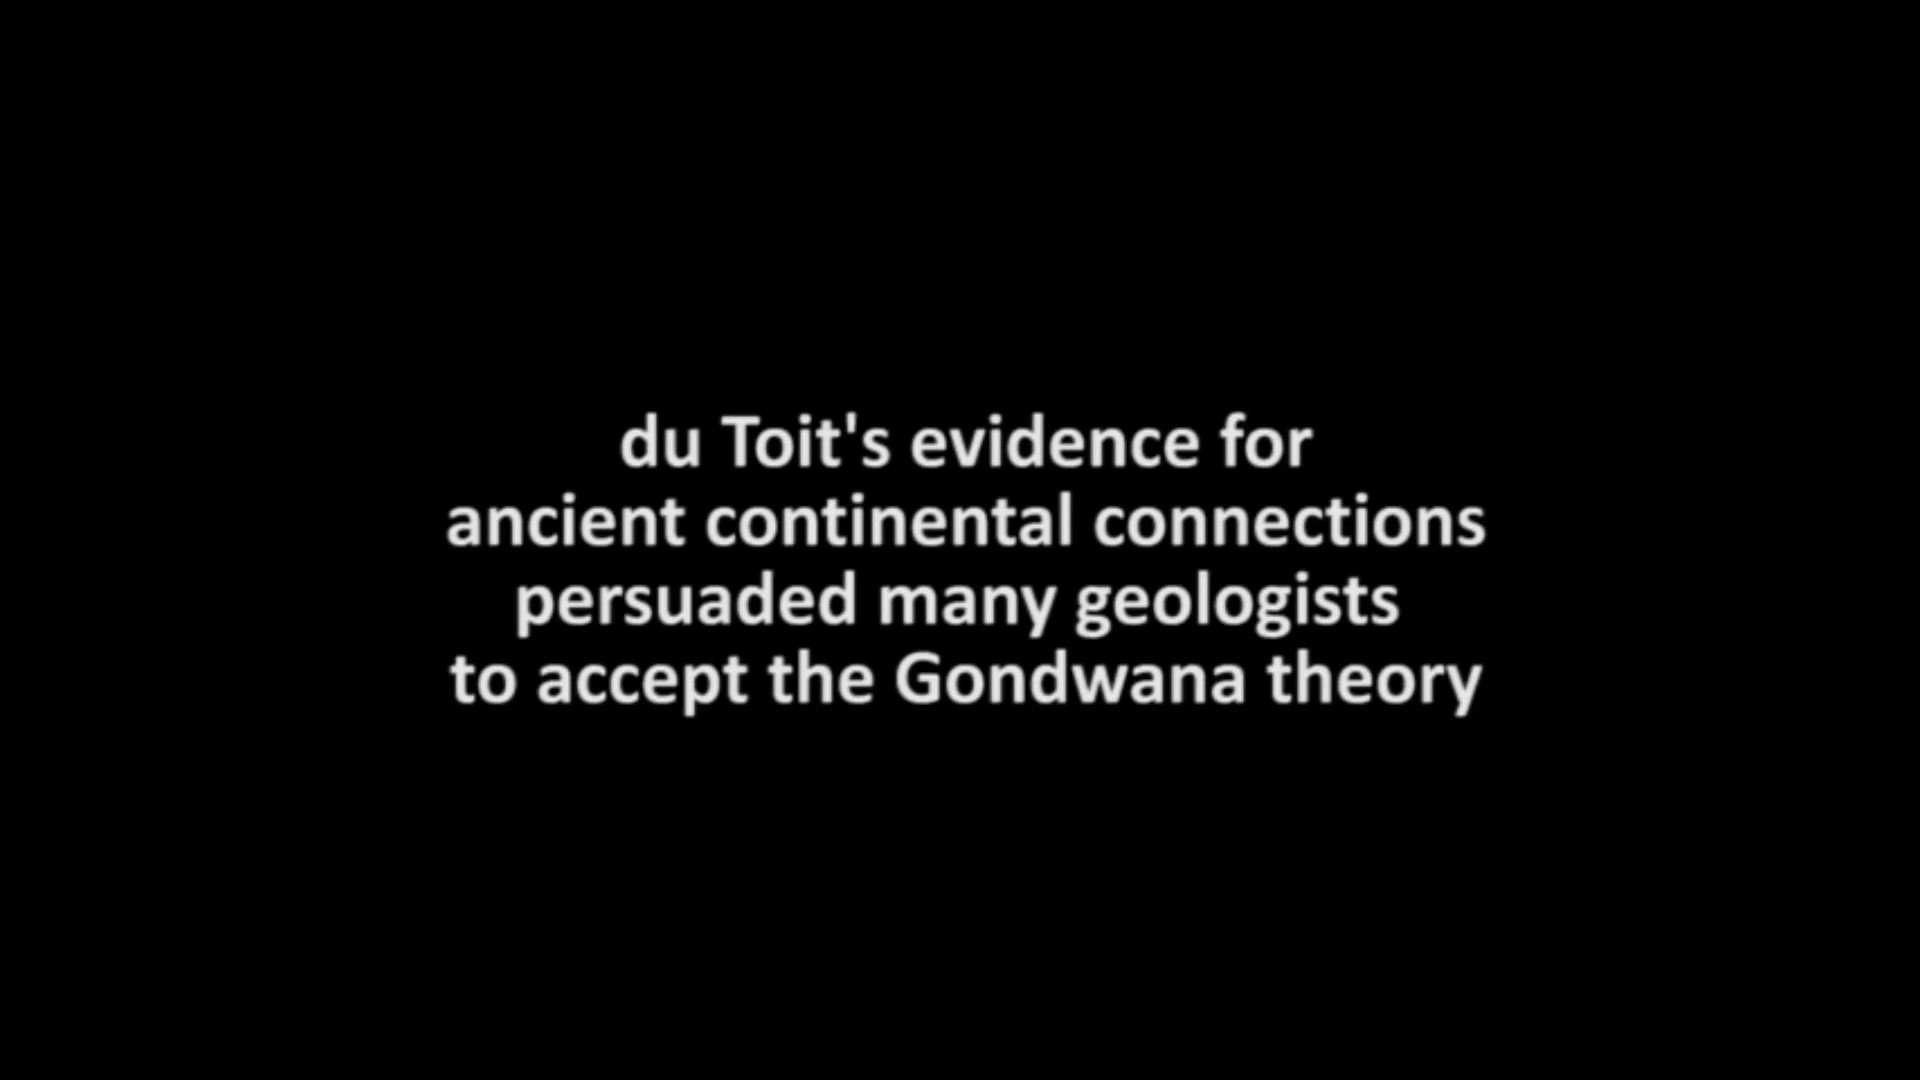 du Toit's evidence for
ancient continental connections
persuaded many geologists
to accept the Gondwana theory